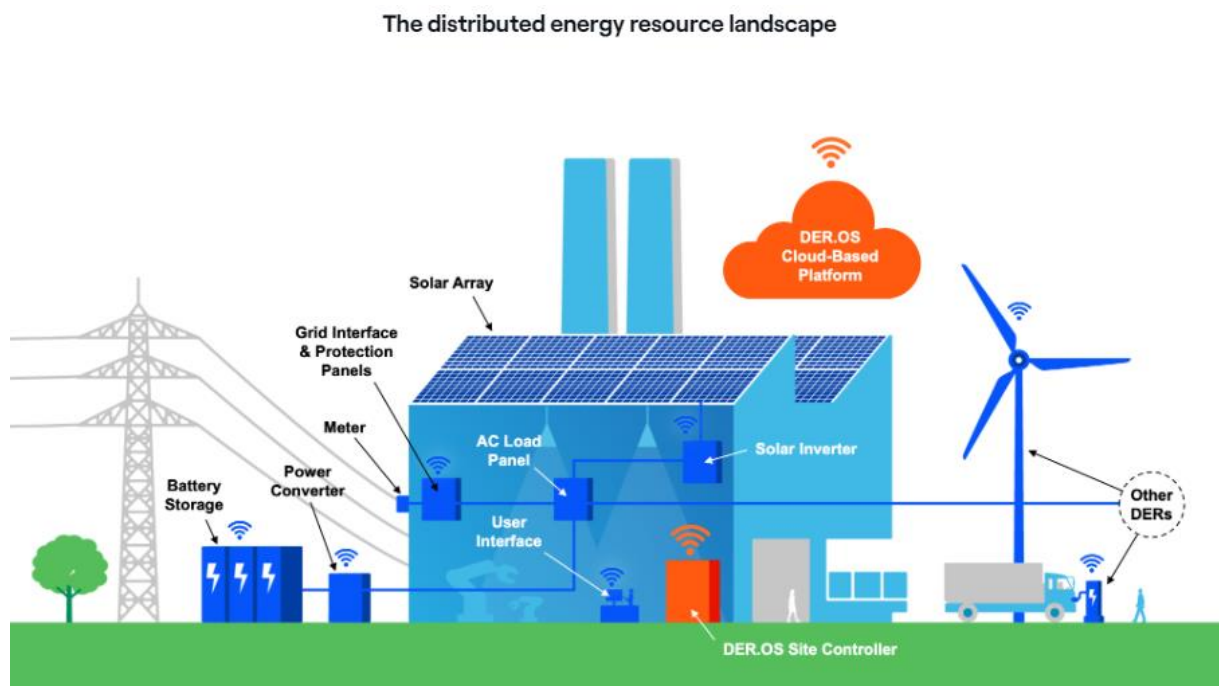 The distributed energy resource landscape
DER.OS
Cloud-Based
Platform
Solar Array
Grid Interface
& Protection
Panels
Meter
AC Load
Panel
Solar Inverter
Power
Converter
Battery
Storage
User
Interface
Other
DERs
DER.OS Site Controller